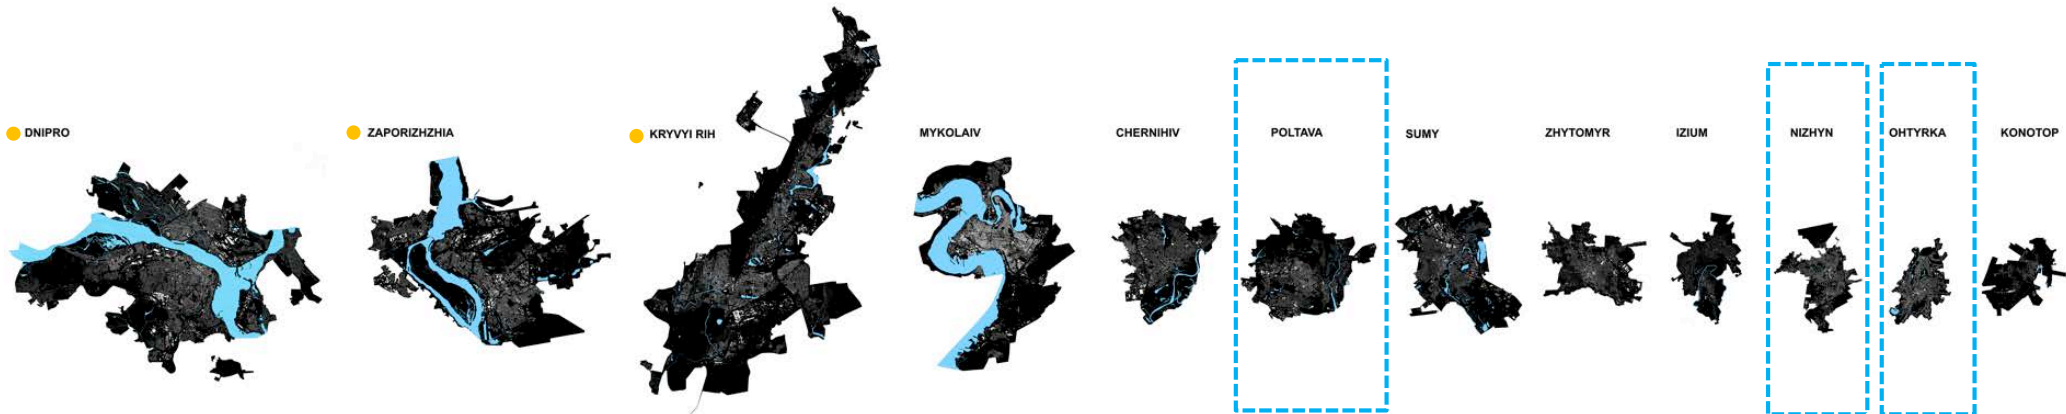 DNIPRO
ZAPORIZHZHIA
KRYVYI RIH
MYKOLAIV
CHERNIHIV
POLTAVA
SUMY
ZHYTOMYR
IZIUM
NIZHYN
OHTYRKA
KONOTOP